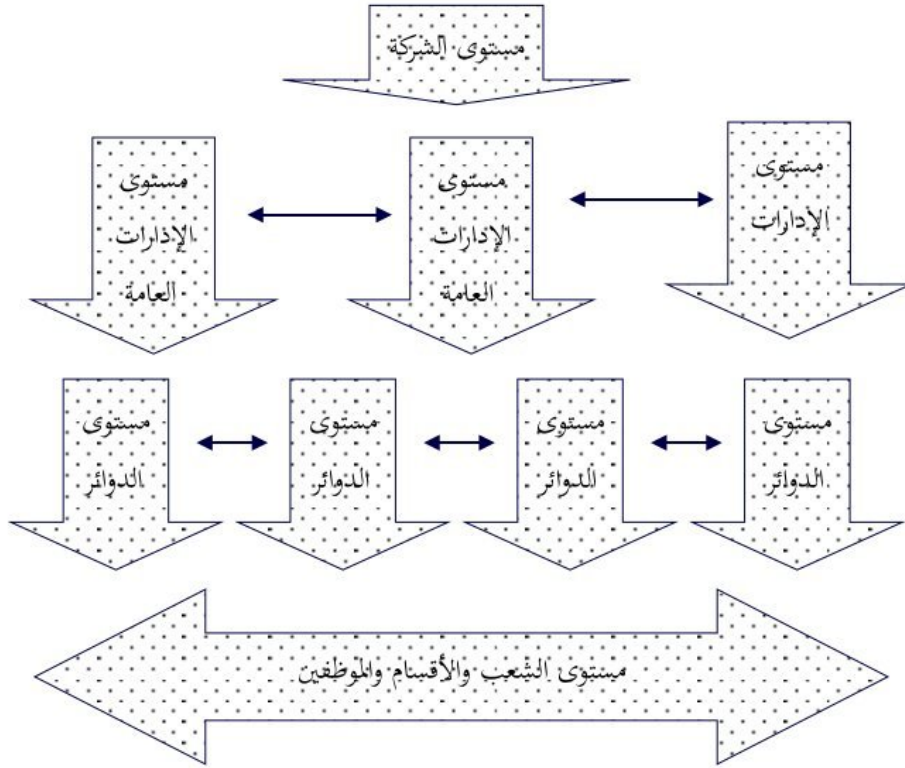 مستوى الشركة
مستوى
الإدارات
مستوى
الإدارات
العامة
مستوى
الإدارات
العامة
مستوى
الدوائر
مستوى
الدوائر
مستوى
الدوائر
مستوى
الدوائر
مستوى الشعب والأقسام والموظفين